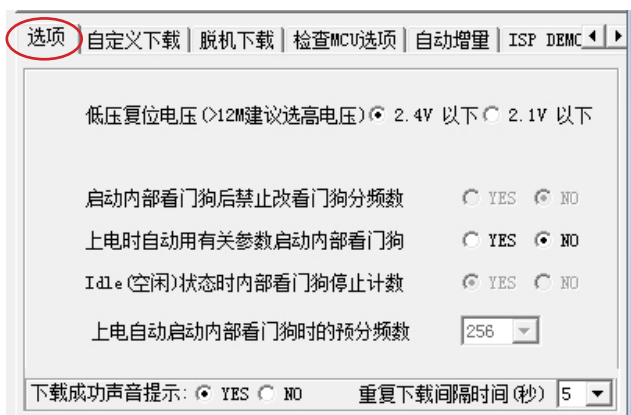 选项 自定义下载 脱机下载 检查MCU选项 自动增量 ISP DEMC
低压复位电压(>12M建议选高电压) 2.4V 以下 2.1V 以下
启动内部看门狗后禁止改看门狗分频数 YES NO
上电时自动用有关参数启动内部看门狗 YES NO
Idle(空闲)状态时内部看门狗停止计数 YES NO
上电自动启动内部看门狗时的预分频数 256
下载成功声音提示: YES NO 重复下载间隔时间(秒) 5